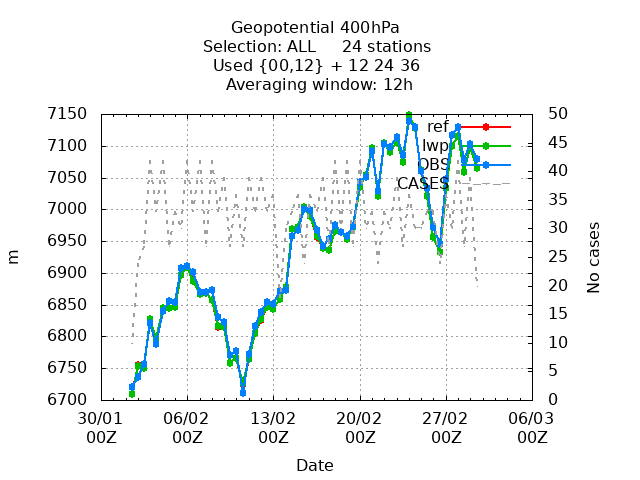 Geopotential 400hPa
Selection: ALL 24 stations
Used {00,12} + 12 24 36
Averaging window: 12h
7150
7100
7050
7000
6950
6900
6850
6800
6750
6700
50
45
40
35
30
25
20
15
10
5
0
ref
lwp
OBS
CASES
m
No cases
30/01 06/02 13/02 20/02 27/02 06/03
00Z 00Z 00Z 00Z 00Z 00Z
Date